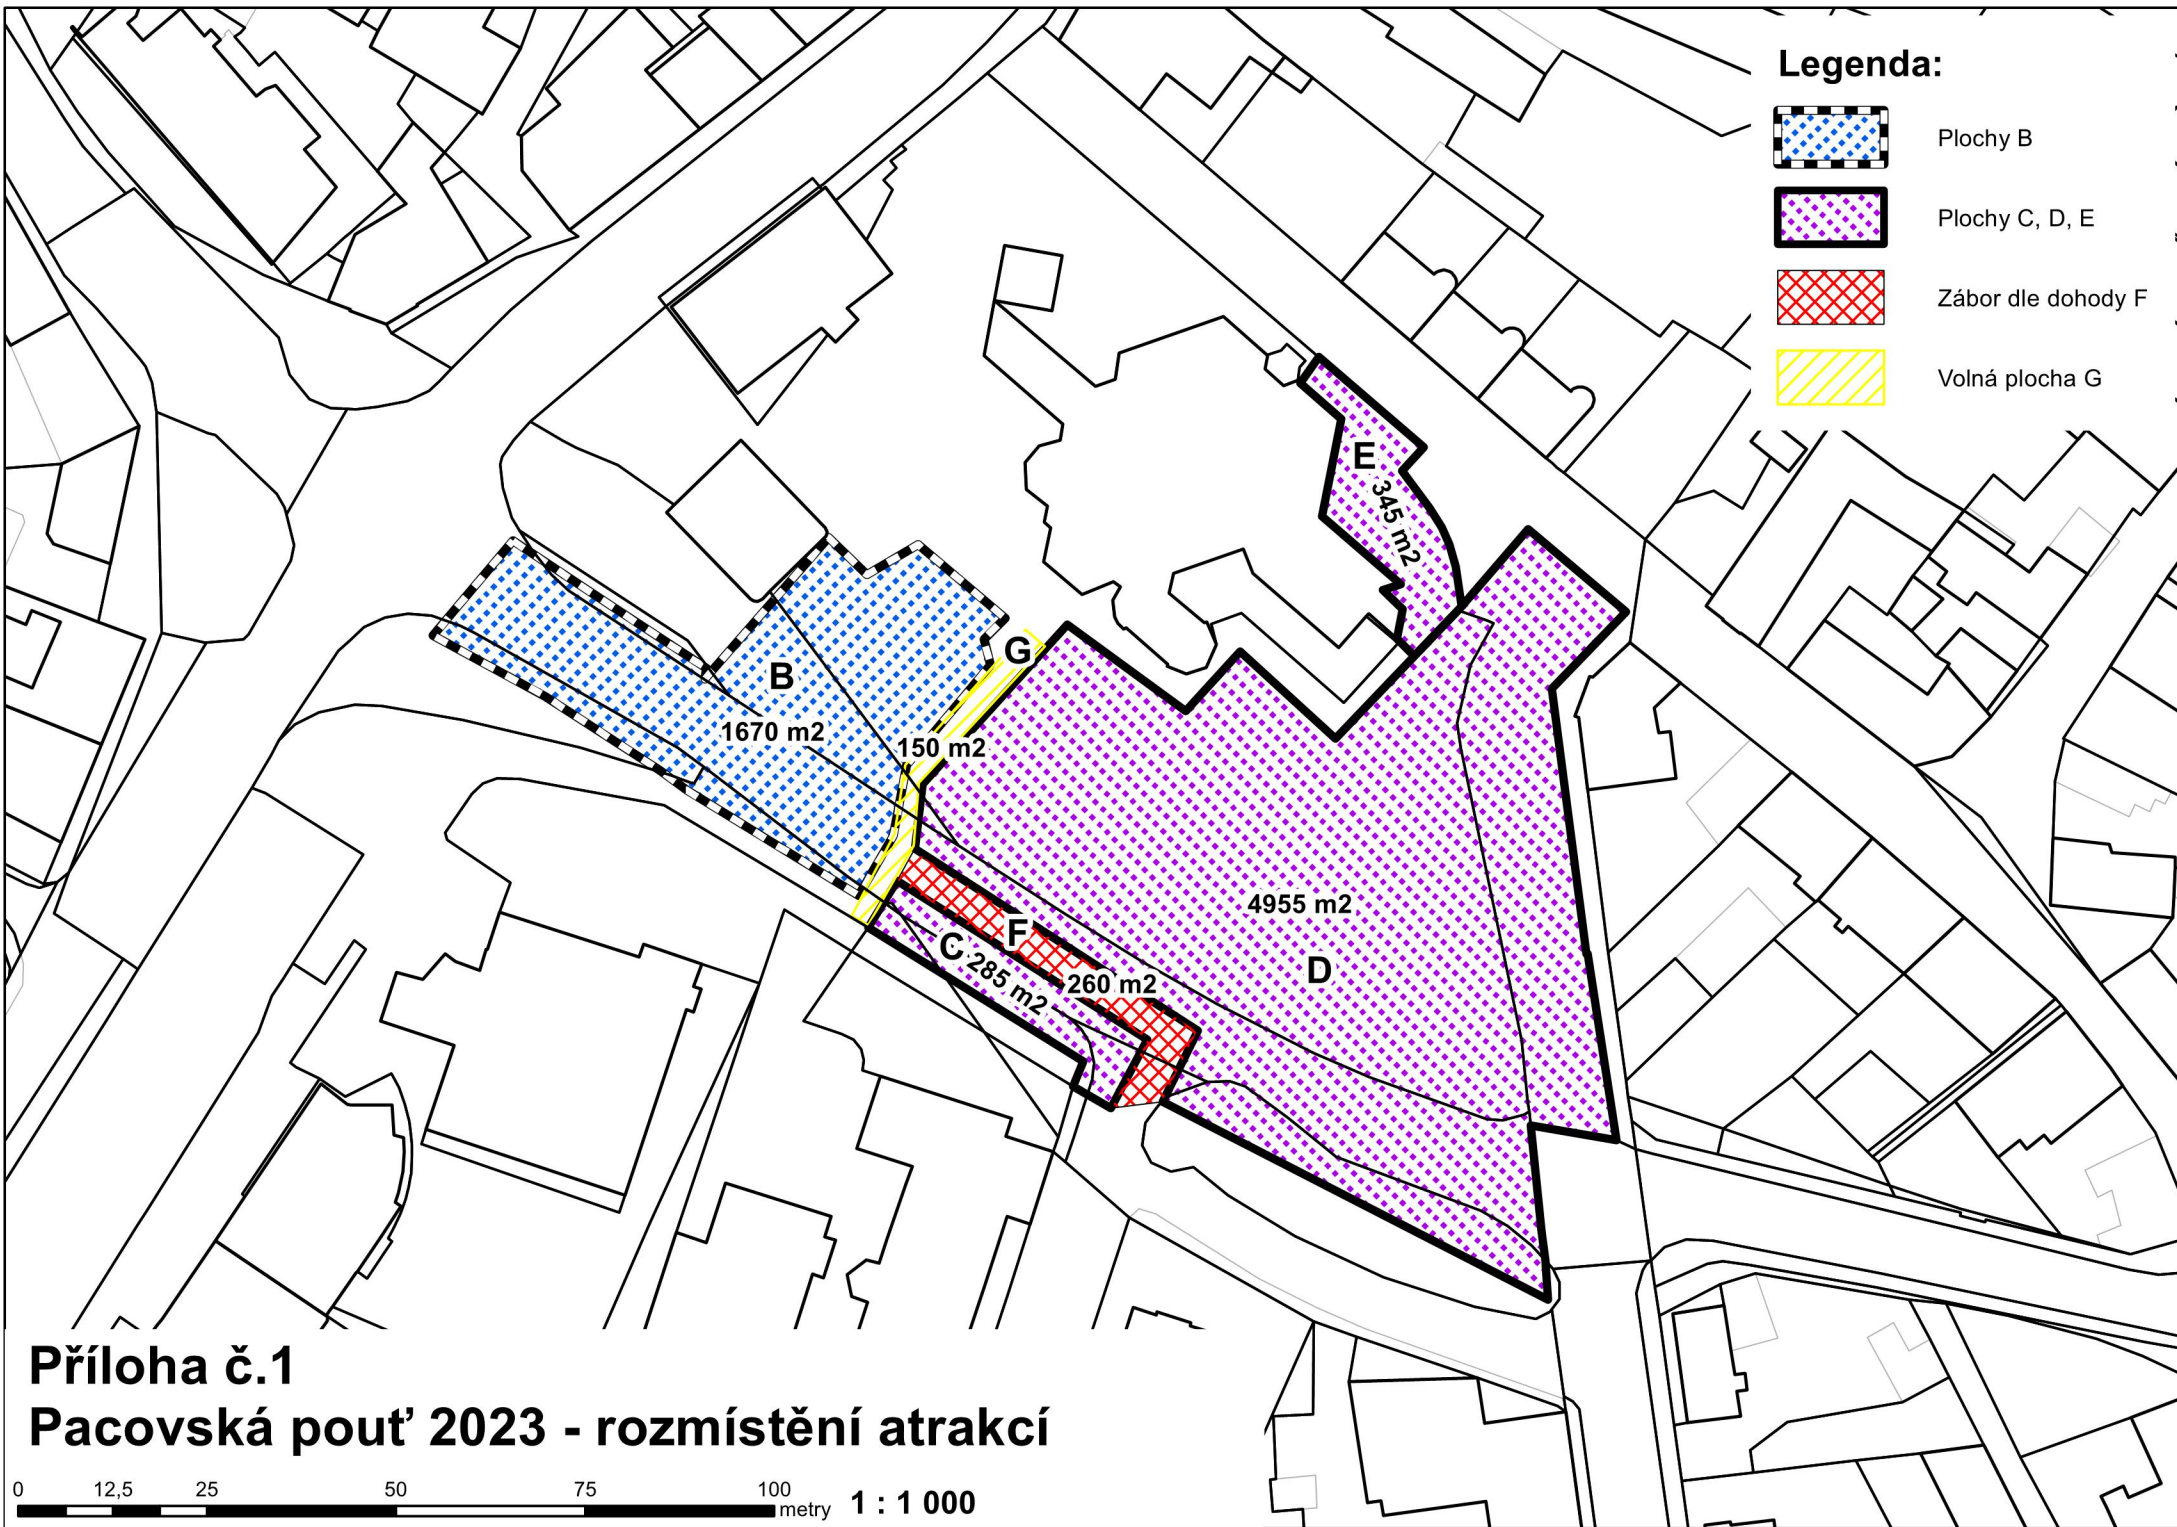 Legenda:
Plochy B
Plochy C, D, E
Zábor dle dohody F
Volná plocha G
E
345 m2
G
B
1670 m2
150 m2
4955 m2
D
F
C
285 m2
260 m2
Příloha č.1
Pacovská pouť 2023 - rozmístění atrakcí
0 12,5 25 50 75 100
metry
1 : 1 000